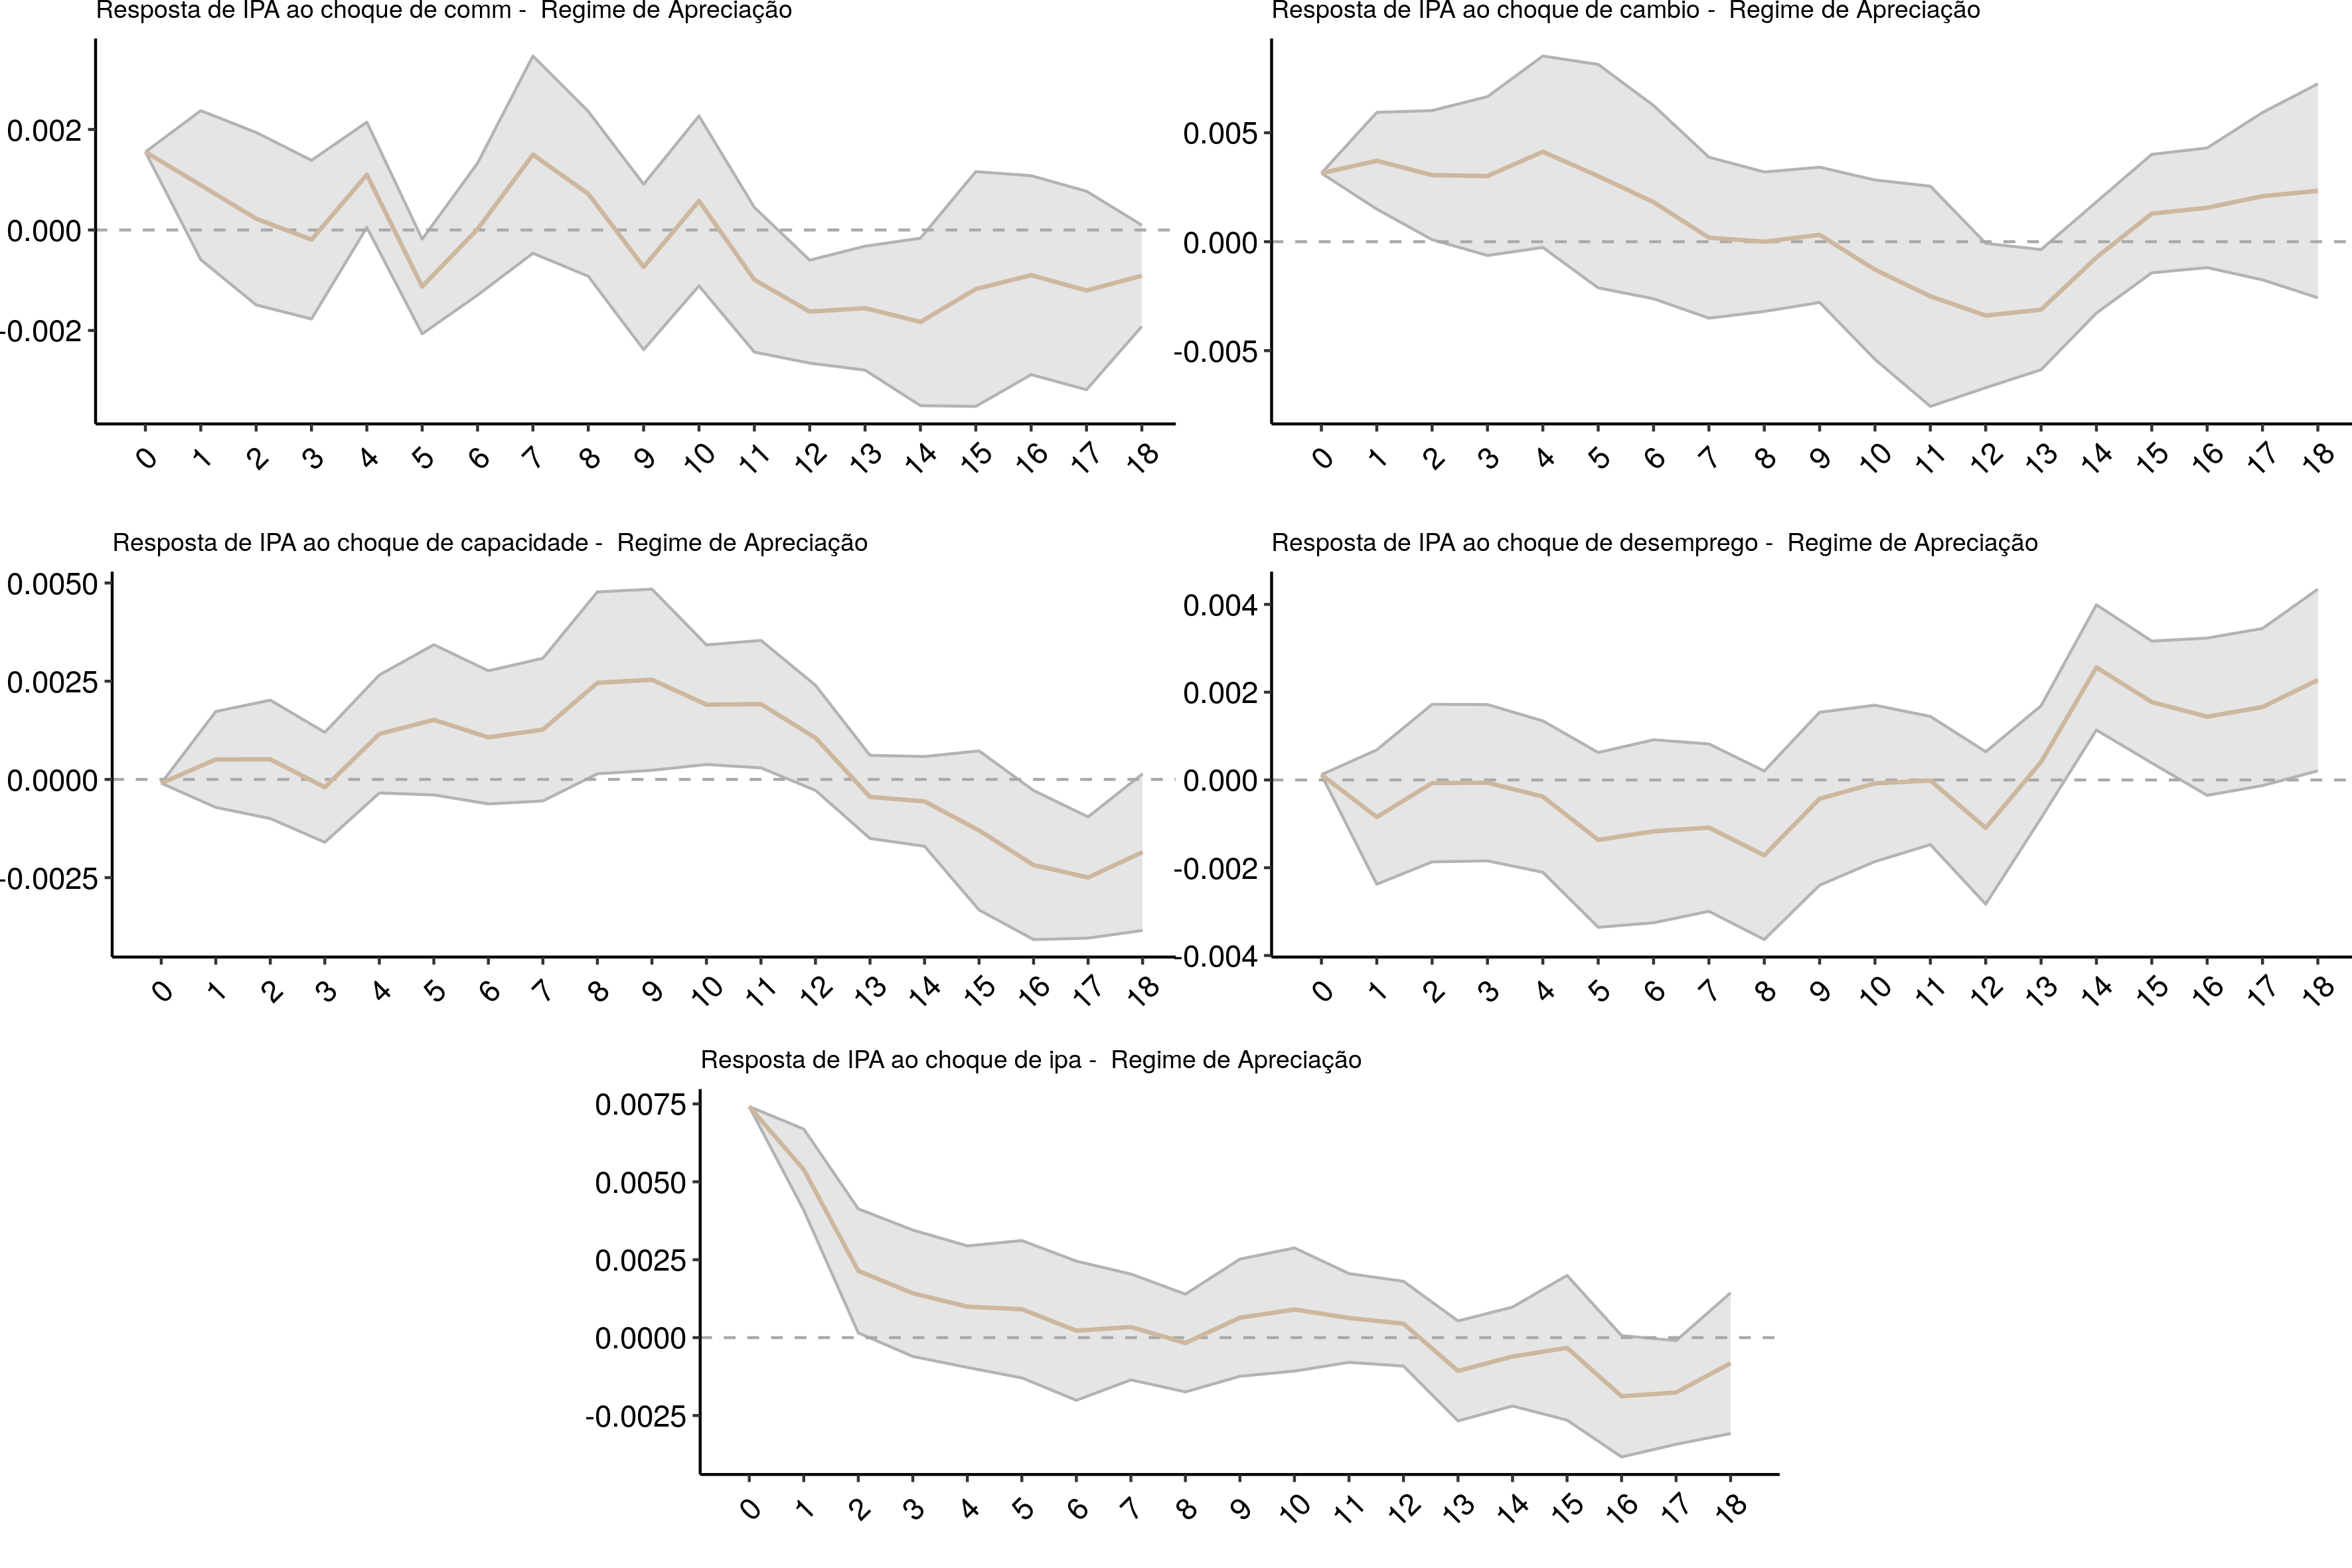 Resposta de IPA ao choque de comm -  Regime de Apreciação
0.002
0.000
-0.002
0 1 2 3 4 5 6 7 8 9 10 11 12 13 14 15 16 17 18
Resposta de IPA ao choque de cambio -  Regime de Apreciação
0.005
0.000
-0.005
0 1 2 3 4 5 6 7 8 9 10 11 12 13 14 15 16 17 18
Resposta de IPA ao choque de capacidade -  Regime de Apreciação
0.0050
0.0025
0.0000
-0.0025
0 1 2 3 4 5 6 7 8 9 10 11 12 13 14 15 16 17 18
Resposta de IPA ao choque de desemprego -  Regime de Apreciação
0.004
0.002
0.000
-0.002
-0.004
0 1 2 3 4 5 6 7 8 9 10 11 12 13 14 15 16 17 18
Resposta de IPA ao choque de ipa -  Regime de Apreciação
0.0075
0.0050
0.0025
0.0000
-0.0025
0 1 2 3 4 5 6 7 8 9 10 11 12 13 14 15 16 17 18